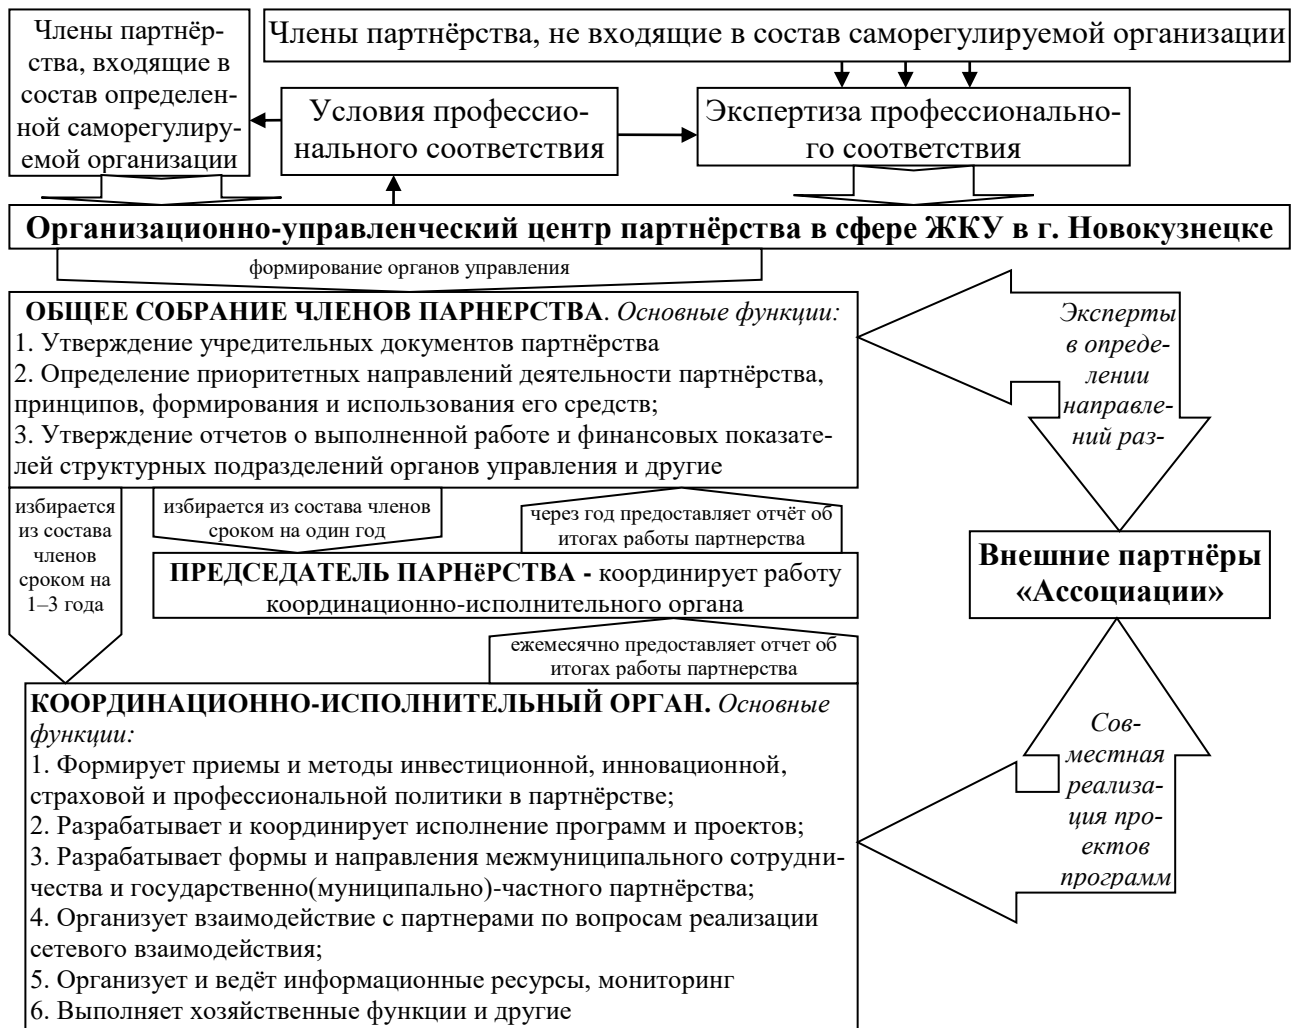 Члены партнёр-
ства, входящие в
состав определен-
ной саморегулиру-
емой организации
Члены партнёрства, не входящие в состав саморегулируемой организации
Условия профессио-
нального соответствия
Экспертиза профессионально-
го соответствия
Организационно-управленческий центр партнёрства в сфере ЖКУ в г. Новокузнецке
формирование органов управления
ОБЩЕЕ СОБРАНИЕ ЧЛЕНОВ ПАРНЕРСТВА. Основные функции:
1. Утверждение учредительных документов партнёрства
2. Определение приоритетных направлений деятельности партнёрства,
принципов, формирования и использования его средств;
3. Утверждение отчетов о выполненной работе и финансовых показате-
лей структурных подразделений органов управления и другие
Эксперты
в опреде-
лении
направле-
ний раз-
избирается
из состава
членов
сроком на
1–3 года
избирается из состава членов
сроком на один год
через год предоставляет отчёт об
итогах работы партнерства
ПРЕДСЕДАТЕЛЬ ПАРНёРСТВА - координирует работу
координационно-исполнительного органа
Внешние партнёры
«Ассоциации»
ежемесячно предоставляет отчет об
итогах работы партнерства
КООРДИНАЦИОННО-ИСПОЛНИТЕЛЬНЫЙ ОРГАН. Основные
функции:
1. Формирует приемы и методы инвестиционной, инновационной,
страховой и профессиональной политики в партнёрстве;
2. Разрабатывает и координирует исполнение программ и проектов;
3. Разрабатывает формы и направления межмуниципального сотрудни-
чества и государственно(муниципально)-частного партнёрства;
4. Организует взаимодействие с партнерами по вопросам реализации
сетевого взаимодействия;
5. Организует и ведёт информационные ресурсы, мониторинг
6. Выполняет хозяйственные функции и другие
Сов-
местная
реализа-
ция про-
ектов
программ